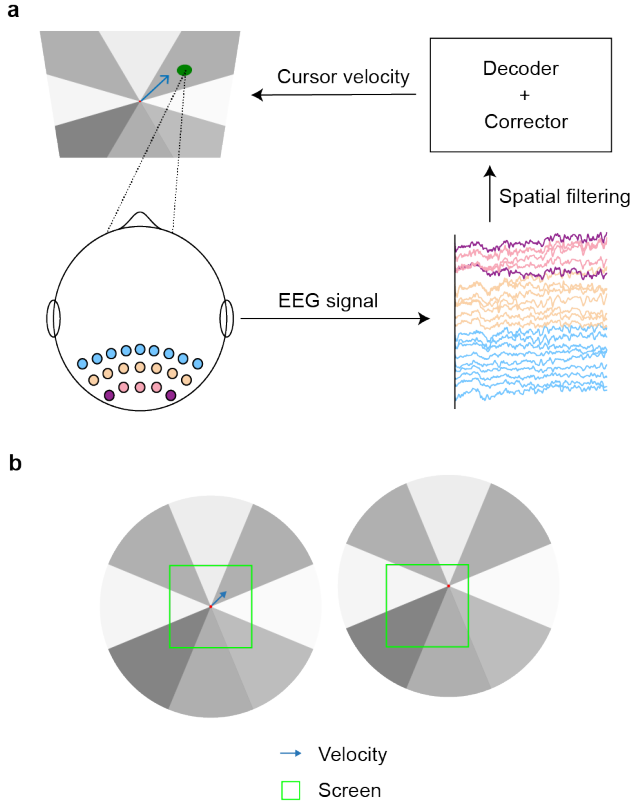 a
Decoder
+
Corrector
Cursor velocity
Spatial filtering
EEG signal
b
Velocity
Screen